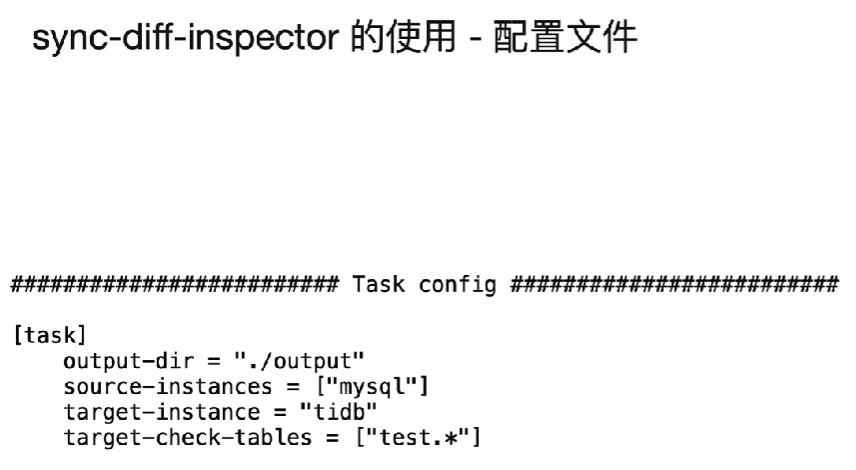 sync-diff-inspector 的使用 - 配置文件
######################### Task config #########################
[task]
    output-dir = "./output"
    source-instances = ["mysql"]
    target-instance = "tidb"
    target-check-tables = ["test.*"]